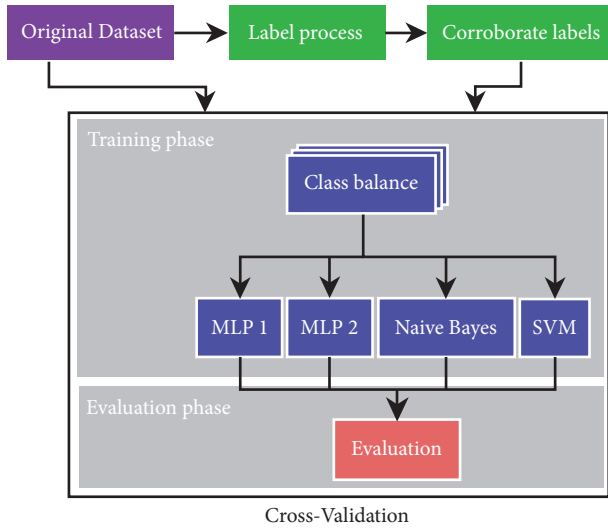 Original Dataset
Label process
Corroborate labels
Training phase
Class balance
MLP 1
MLP 2
Naive Bayes
SVM
Evaluation phase
Evaluation
Cross-Validation